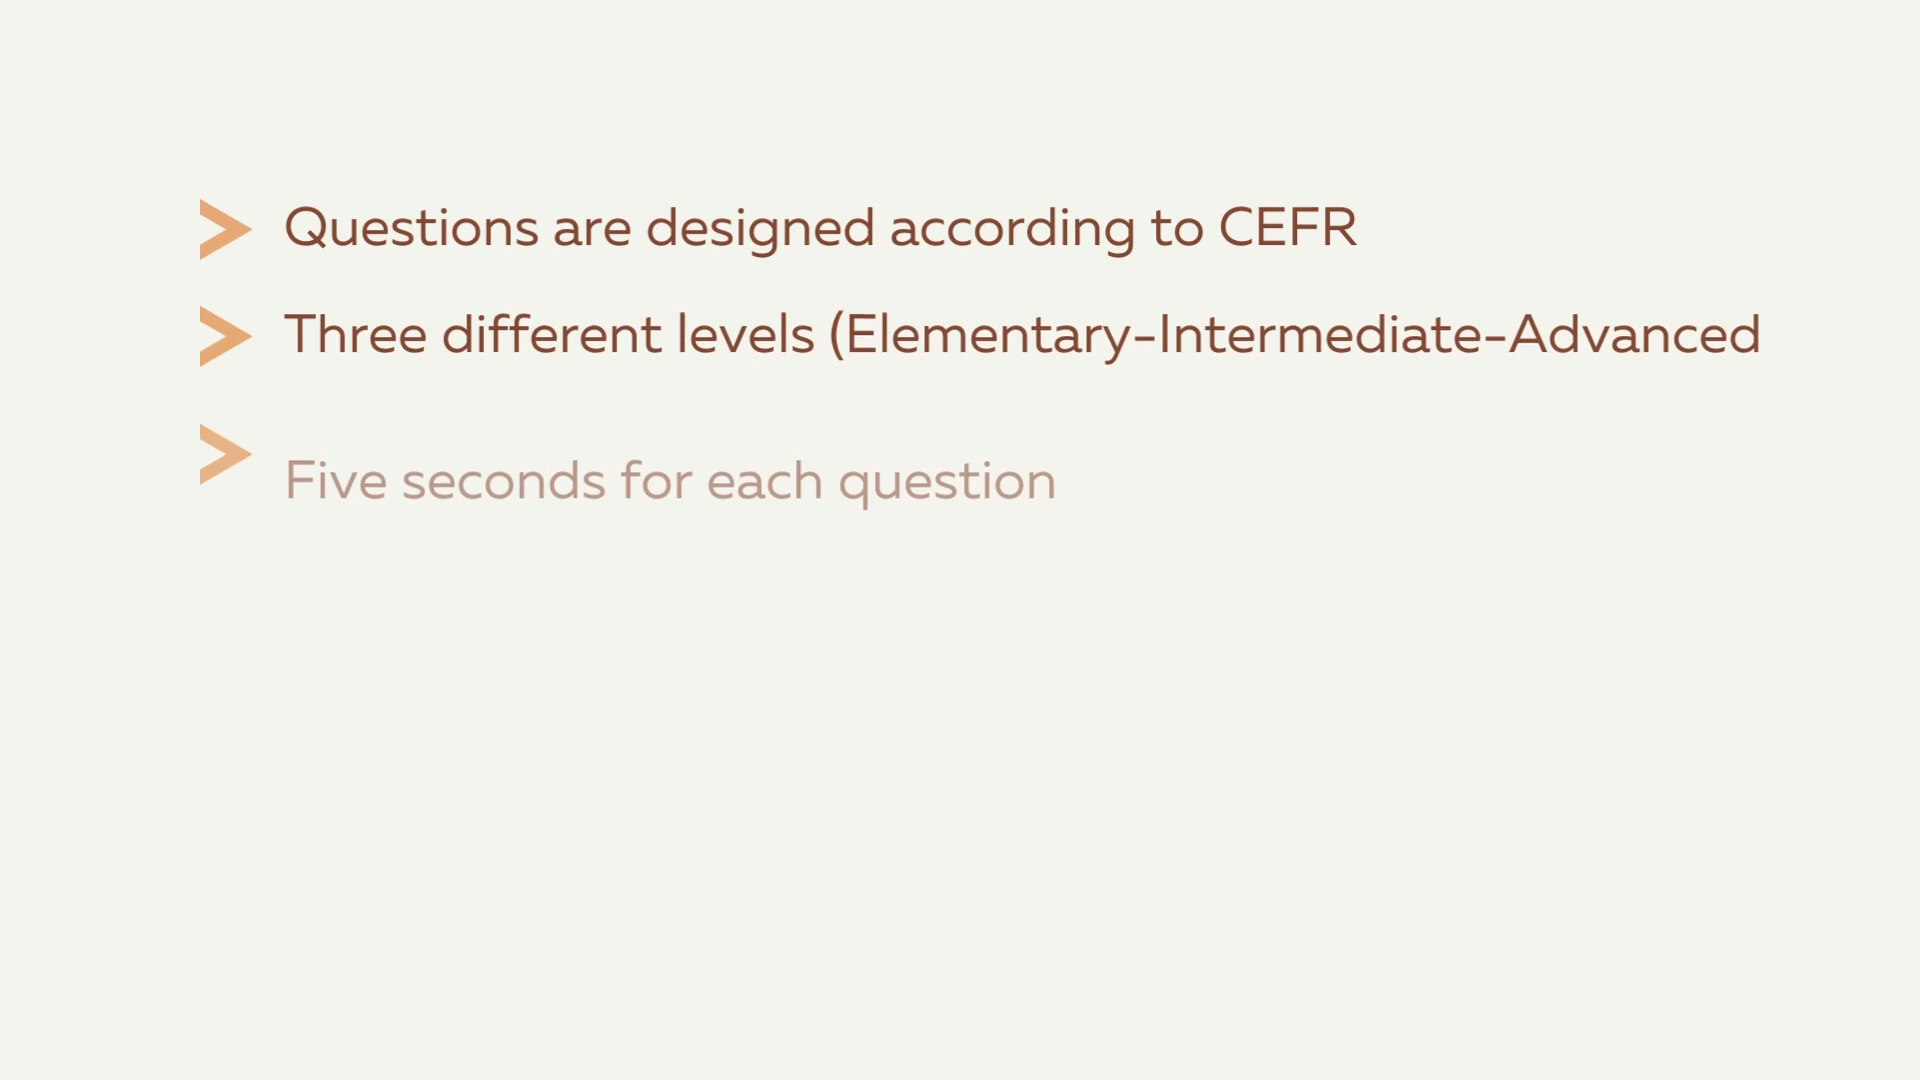 Questions are designed according to CEFR
Three different levels (Elementary-Intermediate-Advanced
Five seconds for each question